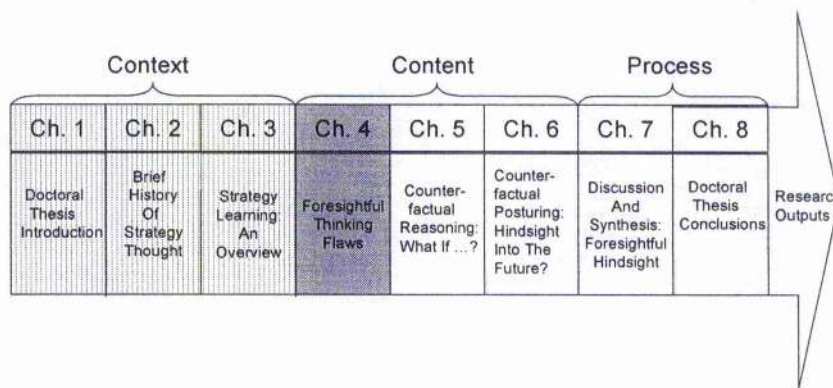 Context
Content
Process
Ch. 1
Ch. 2
Ch. 3
Ch. 4
Ch. 5
Ch. 6
Ch. 7
Ch. 8
Doctoral
Thesis
Introduction
Brief
History
Of
Strategy
Thought
Strategy
Learning:
An
Overview
Foresightful
Thinking
Flaws
Counter-
factual
Reasoning:
What If ...?
Counter-
factual
Posturing:
Hindsight
Into The
Future?
Discussion
And
Synthesis:
Foresightful
Hindsight
Doctoral
Thesis
Conclusions
Research
Outputs